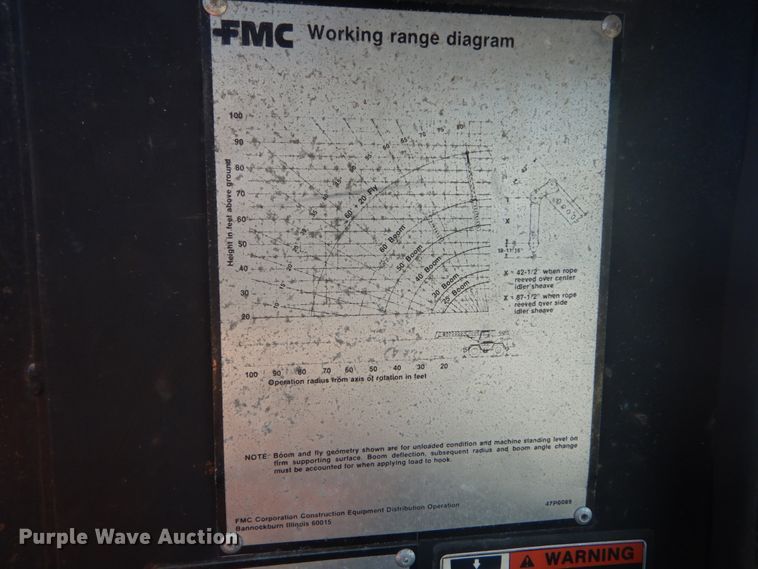 FMC Working range diagram
100
90
80
70
60
50
40
30
20
Height in feet above ground
60 + 20 Fly
60 Boom
50 Boom
40 Boom
30 Boom
25 Boom
60
65
70
75
80
X
X = 42-1/2" when rope
reeved over center
idler sheave
X = 87-1/2" when rope
reeved over side
idler sheave
100 90 80 70 60 50 40 30 20
Operation radius from axis of rotation in feet
NOTE: Boom and fly geometry shown are for unloaded condition and machine standing level on
firm supporting surface. Boom deflection, subsequent radius and boom angle change
must be accounted for when applying load to hook.
FMC Corporation Construction Equipment Distribution Operation
Bannockburn Illinois 60015
47P0069
Purple Wave Auction
WARNING